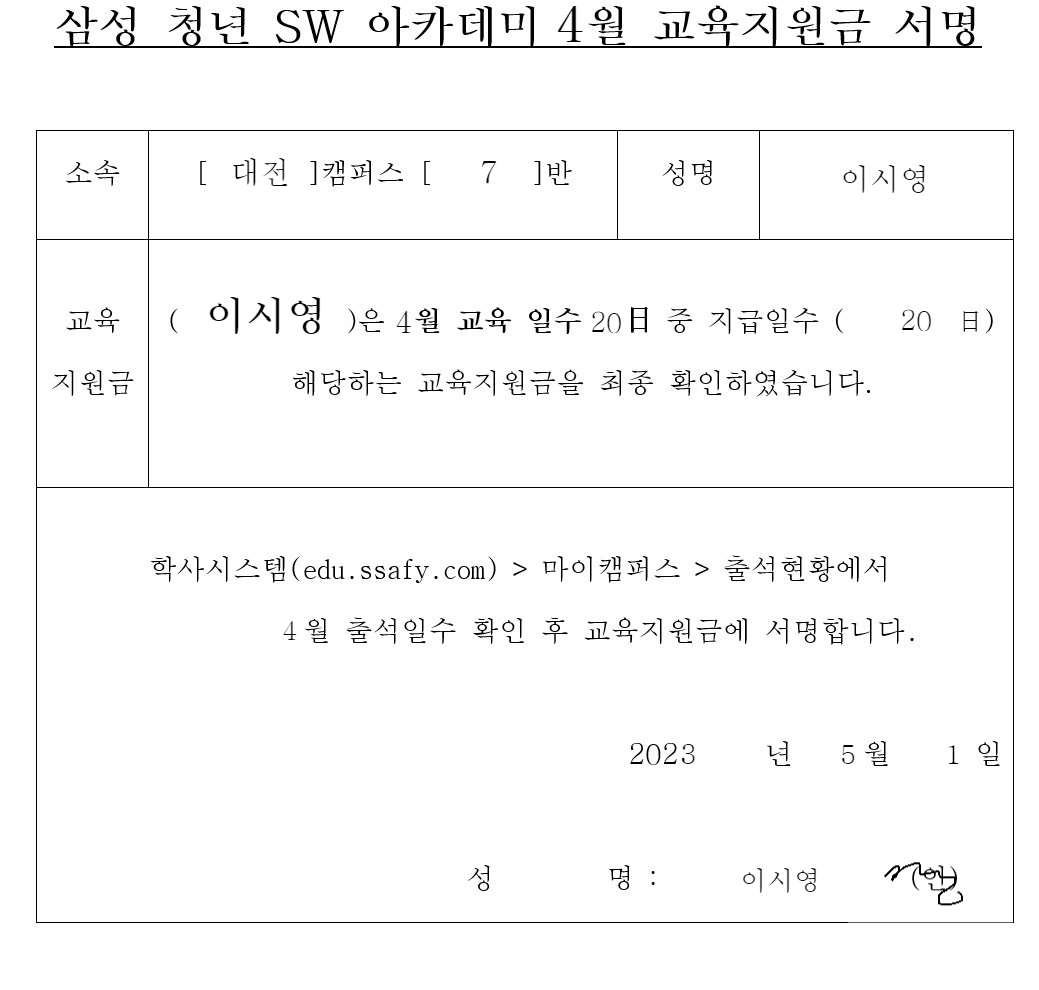 삼성 청년 SW 아카데미 4월 교육지원금 서명
소속 [ 대전 ]캠퍼스 [ 7 ]반 성명 이시영
교육
지원금
( 이시영 )은 4월 교육 일수 20日 중 지급일수 ( 20 日)
해당하는 교육지원금을 최종 확인하였습니다.
학사시스템(edu.ssafy.com) > 마이캠퍼스 > 출석현황에서
4월 출석일수 확인 후 교육지원금에 서명합니다.
2023 년 5월 1 일
성 명 : 이시영